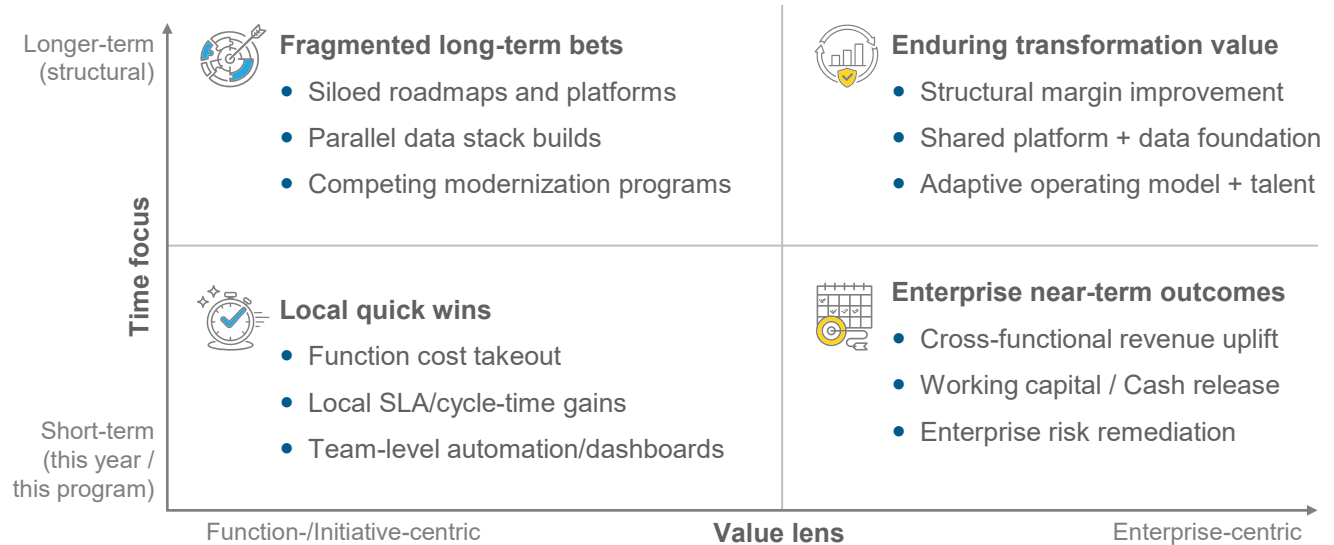 Longer-term
(structural)
Fragmented long-term bets
Siloed roadmaps and platforms
Parallel data stack builds
Competing modernization programs
Enduring transformation value
Structural margin improvement
Shared platform + data foundation
Adaptive operating model + talent
Time focus
Local quick wins
Function cost takeout
Local SLA/cycle-time gains
Team-level automation/dashboards
Enterprise near-term outcomes
Cross-functional revenue uplift
Working capital / Cash release
Enterprise risk remediation
Short-term
(this year /
this program)
Function-/Initiative-centric
Value lens
Enterprise-centric